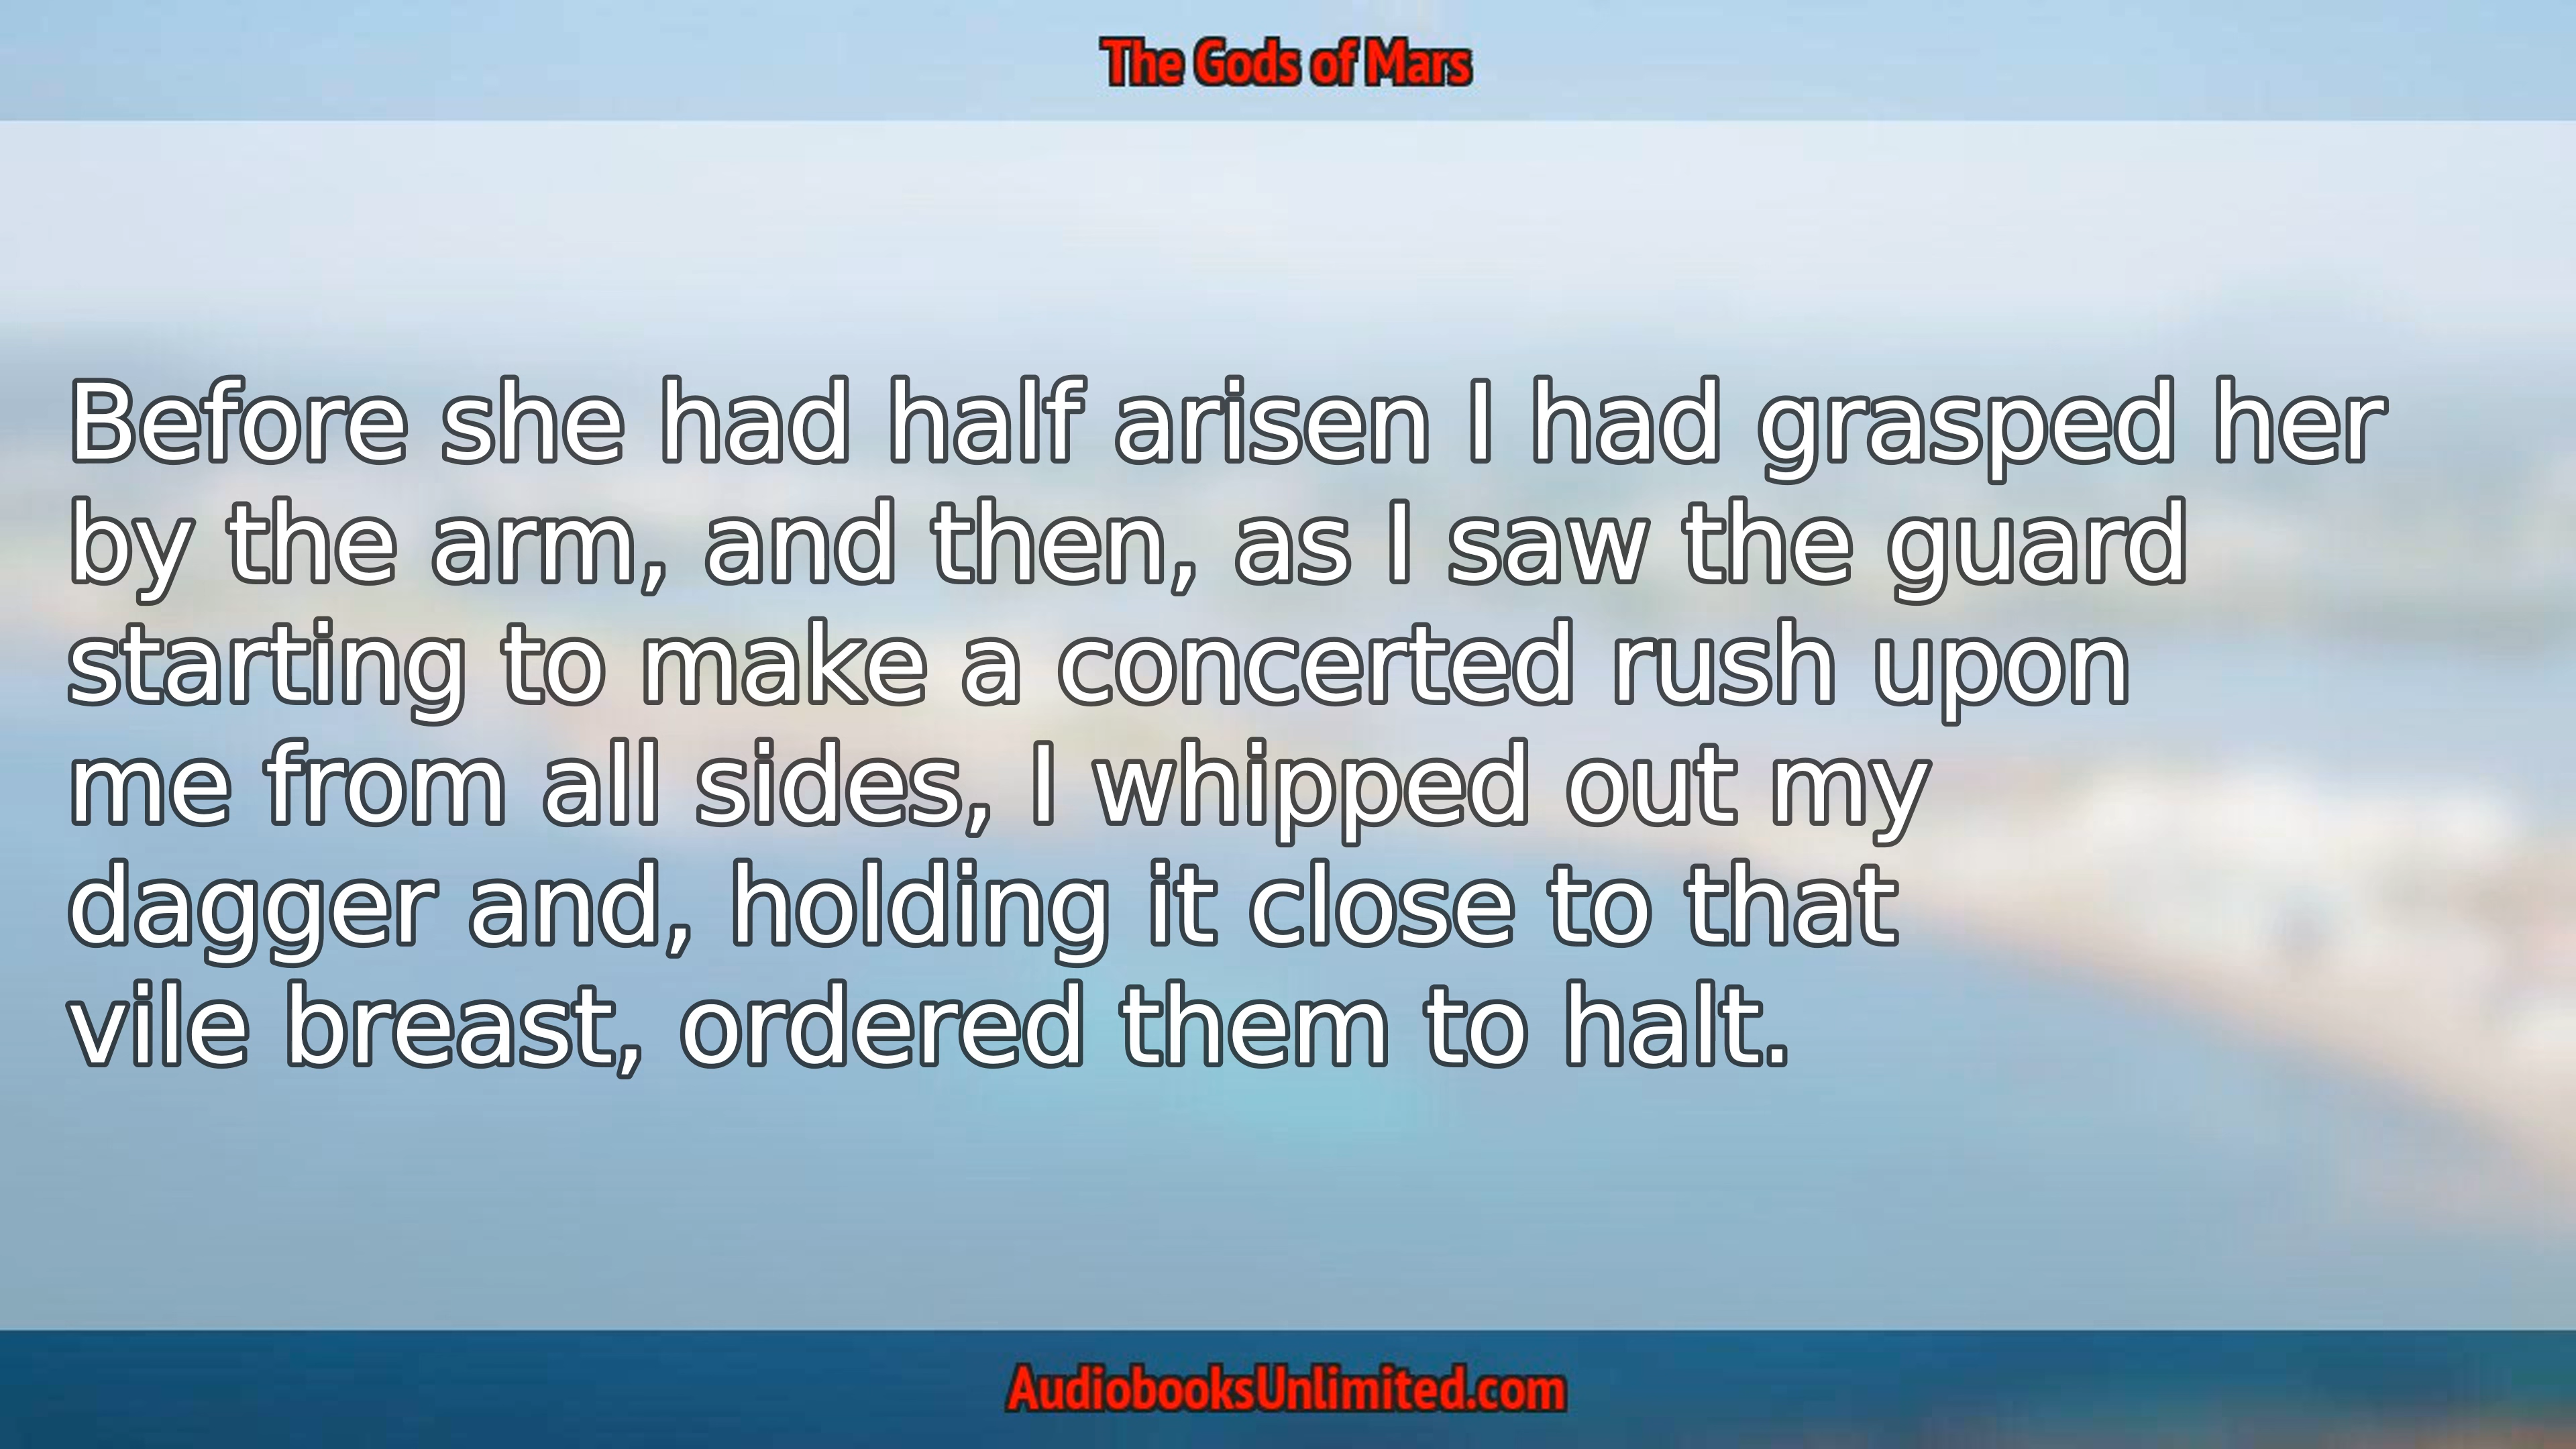 The Gods of Mars
Before she had half arisen I had grasped her
by the arm, and then, as I saw the guard
starting to make a concerted rush upon
me from all sides, I whipped out my
dagger and, holding it close to that
vile breast, ordered them to halt.
AudiobooksUnlimited.com